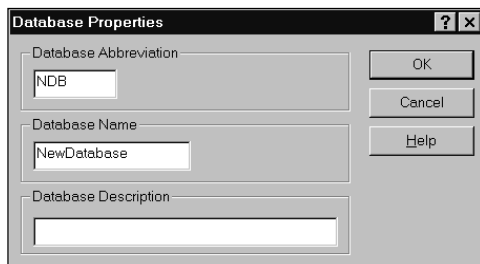 Database Properties
Database Abbreviation
NDB
OK
Cancel
Database Name
NewDatabase
Help
Database Description